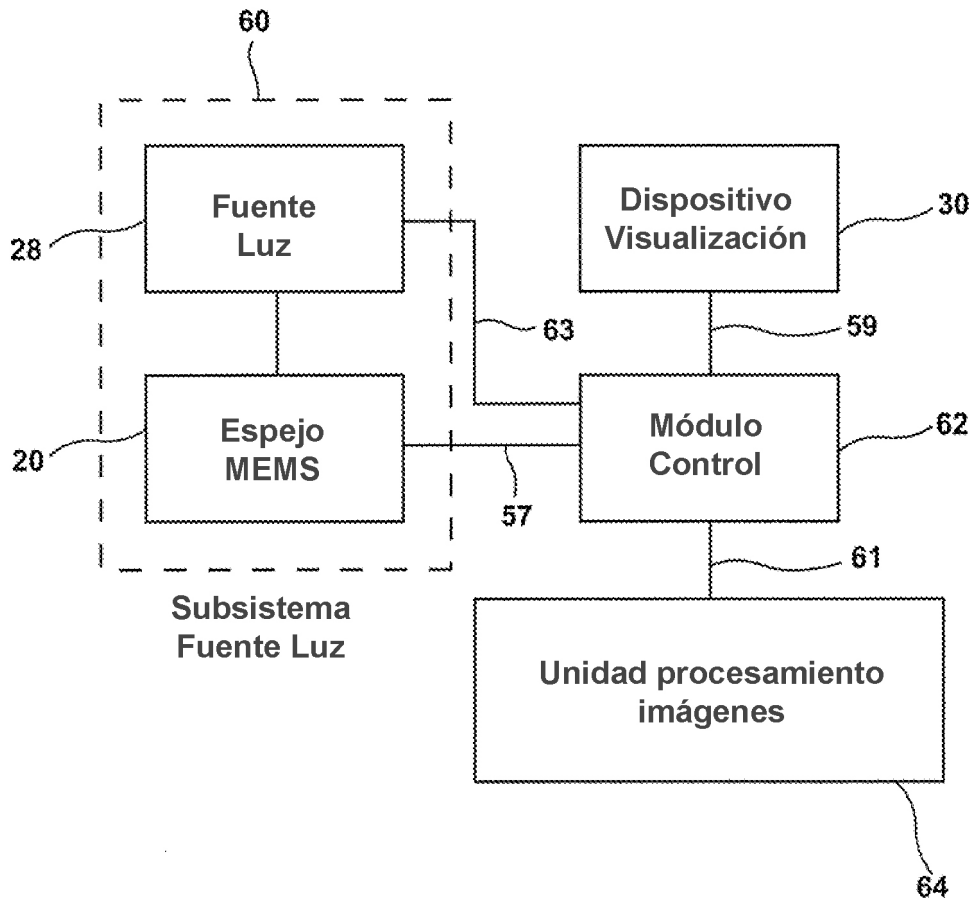 60
Fuente
Luz
28
Dispositivo
Visualización
30
63
59
Espejo
MEMS
20
Módulo
Control
62
57
61
Subsistema
Fuente Luz
Unidad procesamiento
imágenes
64